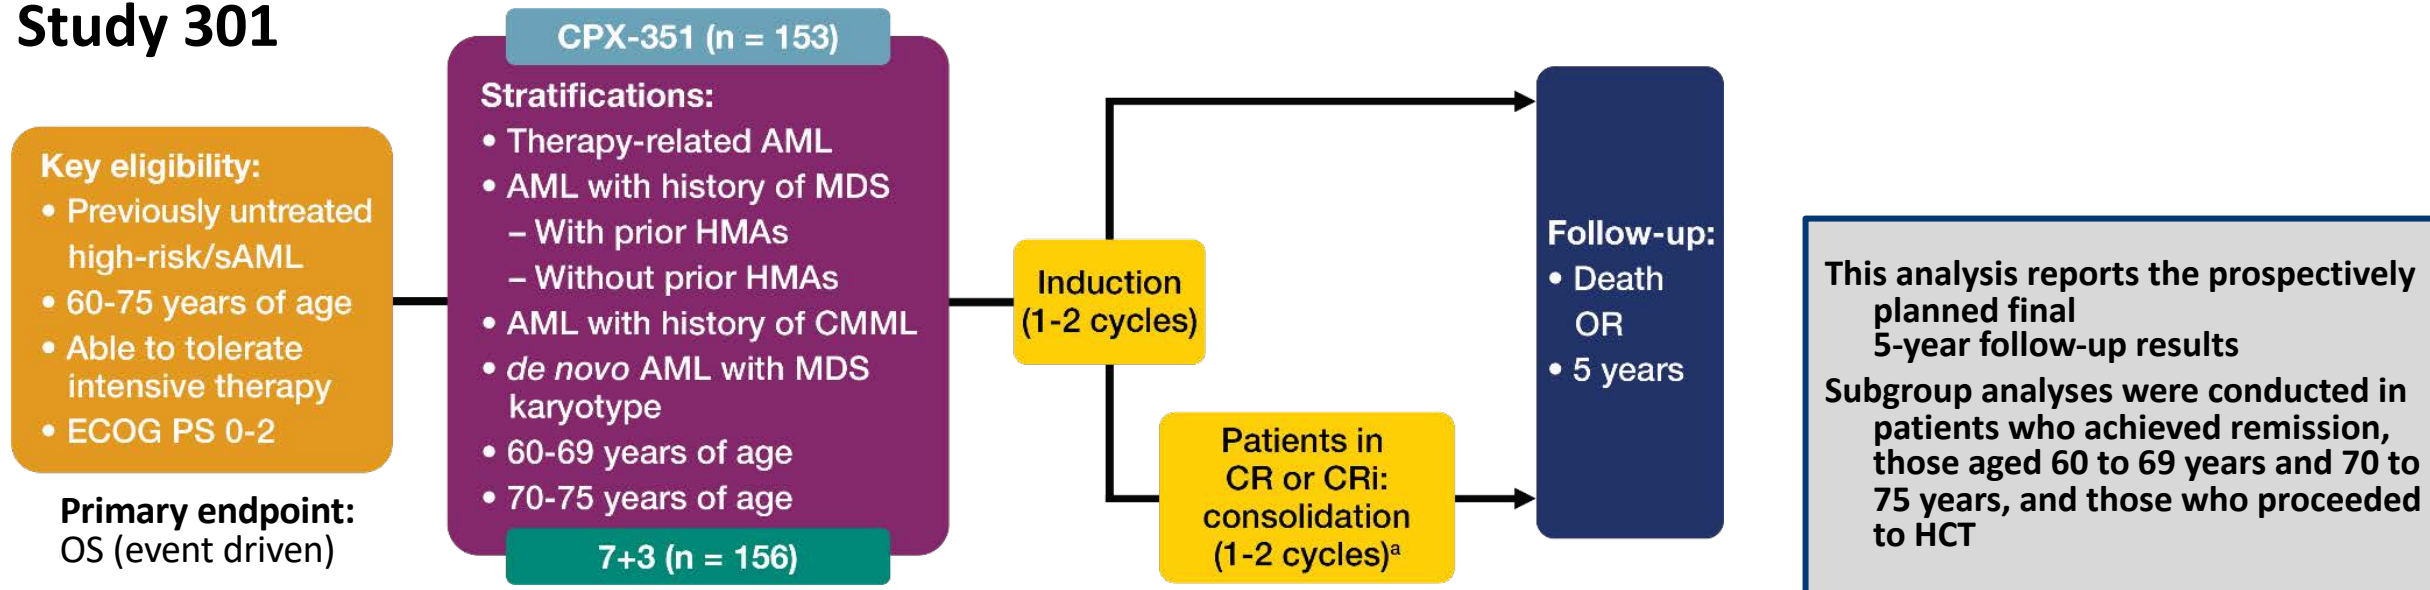 Study 301
Key eligibility:
• Previously untreated
high-risk/sAML
• 60-75 years of age
• Able to tolerate
intensive therapy
• ECOG PS 0-2
Primary endpoint:
OS (event driven)
CPX-351 (n = 153)
Stratifications:
• Therapy-related AML
• AML with history of MDS
– With prior HMAs
– Without prior HMAs
• AML with history of CMML
• de novo AML with MDS
karyotype
• 60-69 years of age
• 70-75 years of age
7+3 (n = 156)
Induction
(1-2 cycles)
Patients in
CR or CRi:
consolidation
(1-2 cycles)ᵃ
Follow-up:
• Death
OR
• 5 years
This analysis reports the prospectively
planned final
5-year follow-up results
Subgroup analyses were conducted in
patients who achieved remission,
those aged 60 to 69 years and 70 to
75 years, and those who proceeded
to HCT